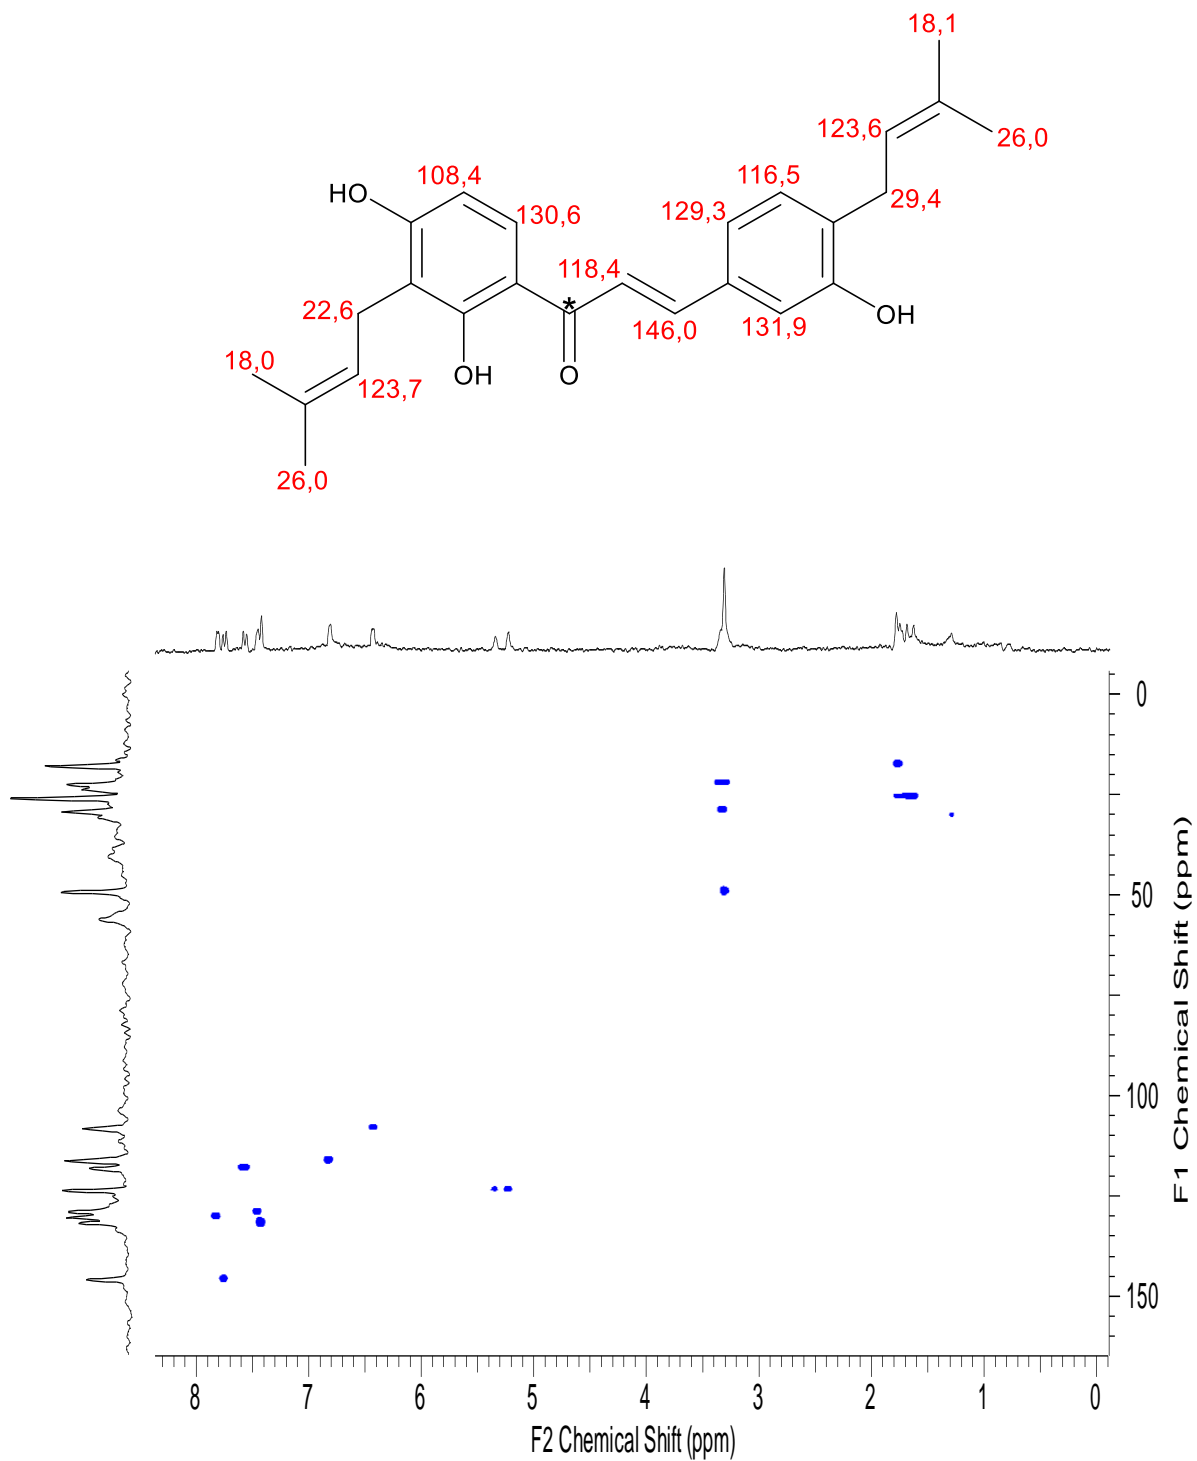 18,1
123,6
26,0
108,4
116,5
HO
29,4
130,6
129,3
118,4
*
22,6
OH
146,0
131,9
18,0
OH
O
123,7
26,0
0
50
100
150
F1 Chemical Shift (ppm)
8 7 6 5 4 3 2 1 0
F2 Chemical Shift (ppm)